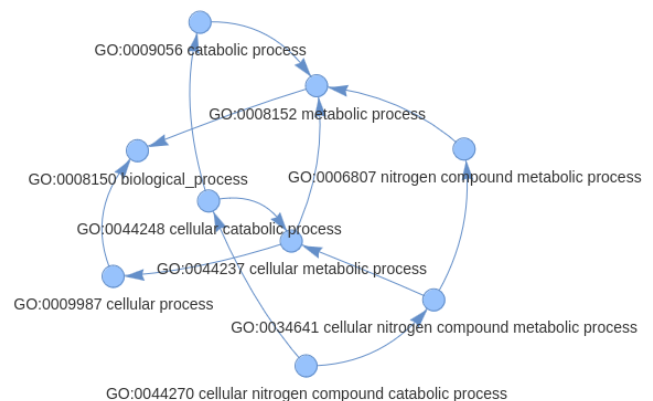 GO:0009056 catabolic process
GO:0008152 metabolic process
GO:0008150 biological_process
GO:0006807 nitrogen compound metabolic process
GO:0044248 cellular catabolic process
GO:0044237 cellular metabolic process
GO:0009987 cellular process
GO:0034641 cellular nitrogen compound metabolic process
GO:0044270 cellular nitrogen compound catabolic process